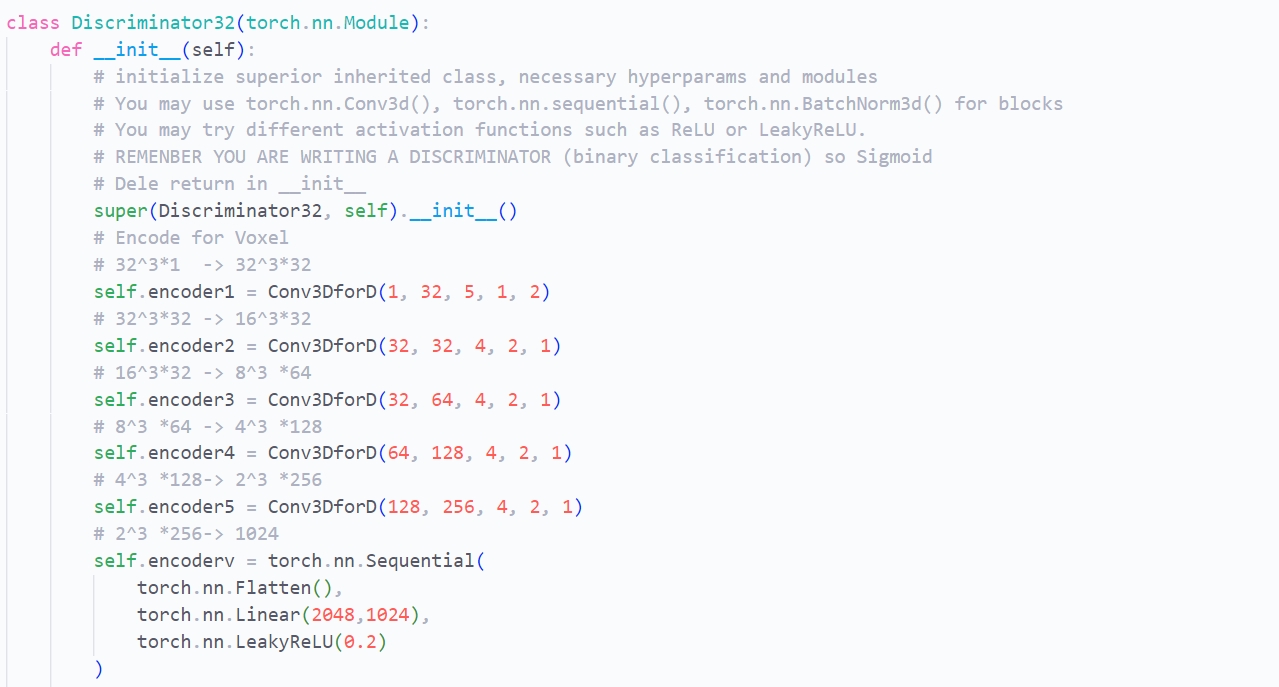 class Discriminator32(torch.nn.Module):
    def __init__(self):
        # initialize superior inherited class, necessary hyperparams and modules
        # You may use torch.nn.Conv3d(), torch.nn.sequential(), torch.nn.BatchNorm3d() for blocks
        # You may try different activation functions such as ReLU or LeakyReLU.
        # REMENBER YOU ARE WRITING A DISCRIMINATOR (binary classification) so Sigmoid
        # Dele return in __init__
        super(Discriminator32, self).__init__()
        # Encode for Voxel
        # 32^3*1  -> 32^3*32
        self.encoder1 = Conv3DforD(1, 32, 5, 1, 2)
        # 32^3*32 -> 16^3*32
        self.encoder2 = Conv3DforD(32, 32, 4, 2, 1)
        # 16^3*32 -> 8^3 *64
        self.encoder3 = Conv3DforD(32, 64, 4, 2, 1)
        # 8^3 *64 -> 4^3 *128
        self.encoder4 = Conv3DforD(64, 128, 4, 2, 1)
        # 4^3 *128-> 2^3 *256
        self.encoder5 = Conv3DforD(128, 256, 4, 2, 1)
        # 2^3 *256-> 1024
        self.encoderv = torch.nn.Sequential(
            torch.nn.Flatten(),
            torch.nn.Linear(2048,1024),
            torch.nn.LeakyReLU(0.2)
        )